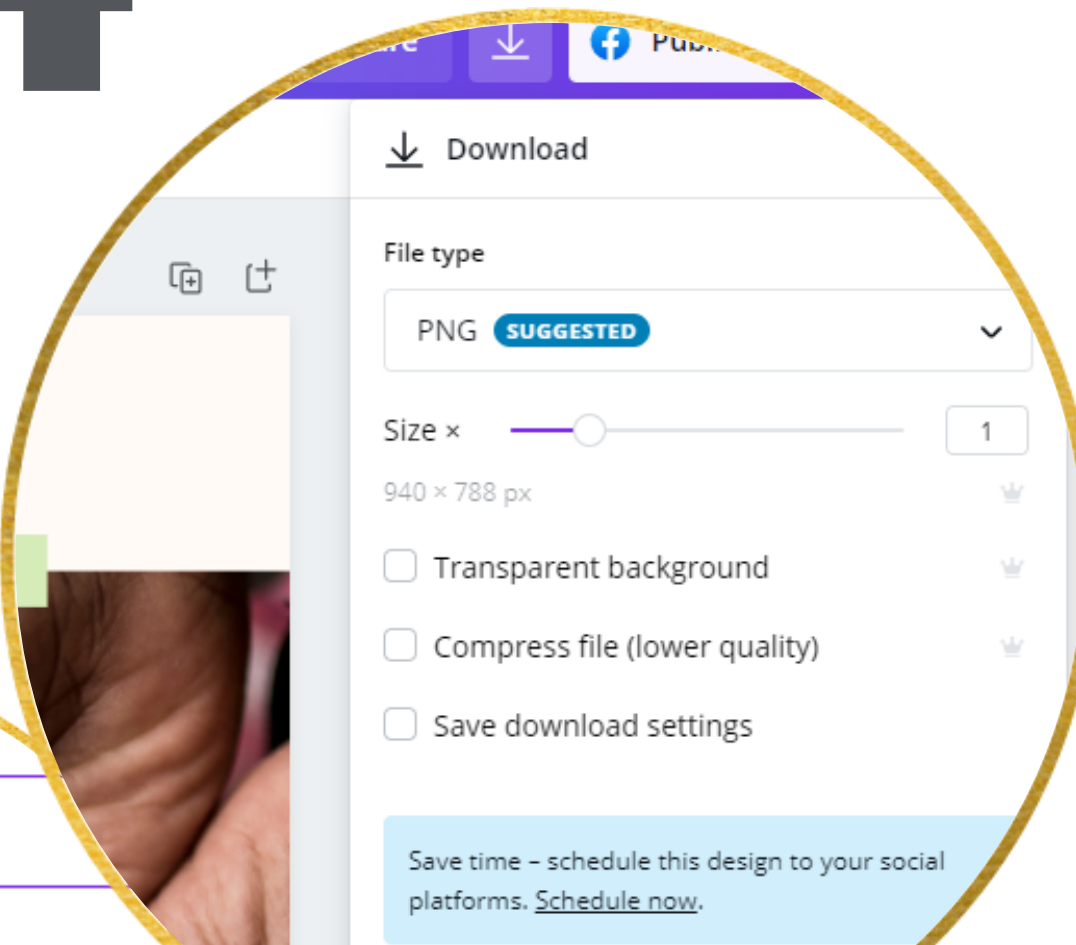 Download
File type
PNG SUGGESTED
Size × 1
940 × 788 px
Transparent background
Compress file (lower quality)
Save download settings
Save time – schedule this design to your social
platforms. Schedule now.